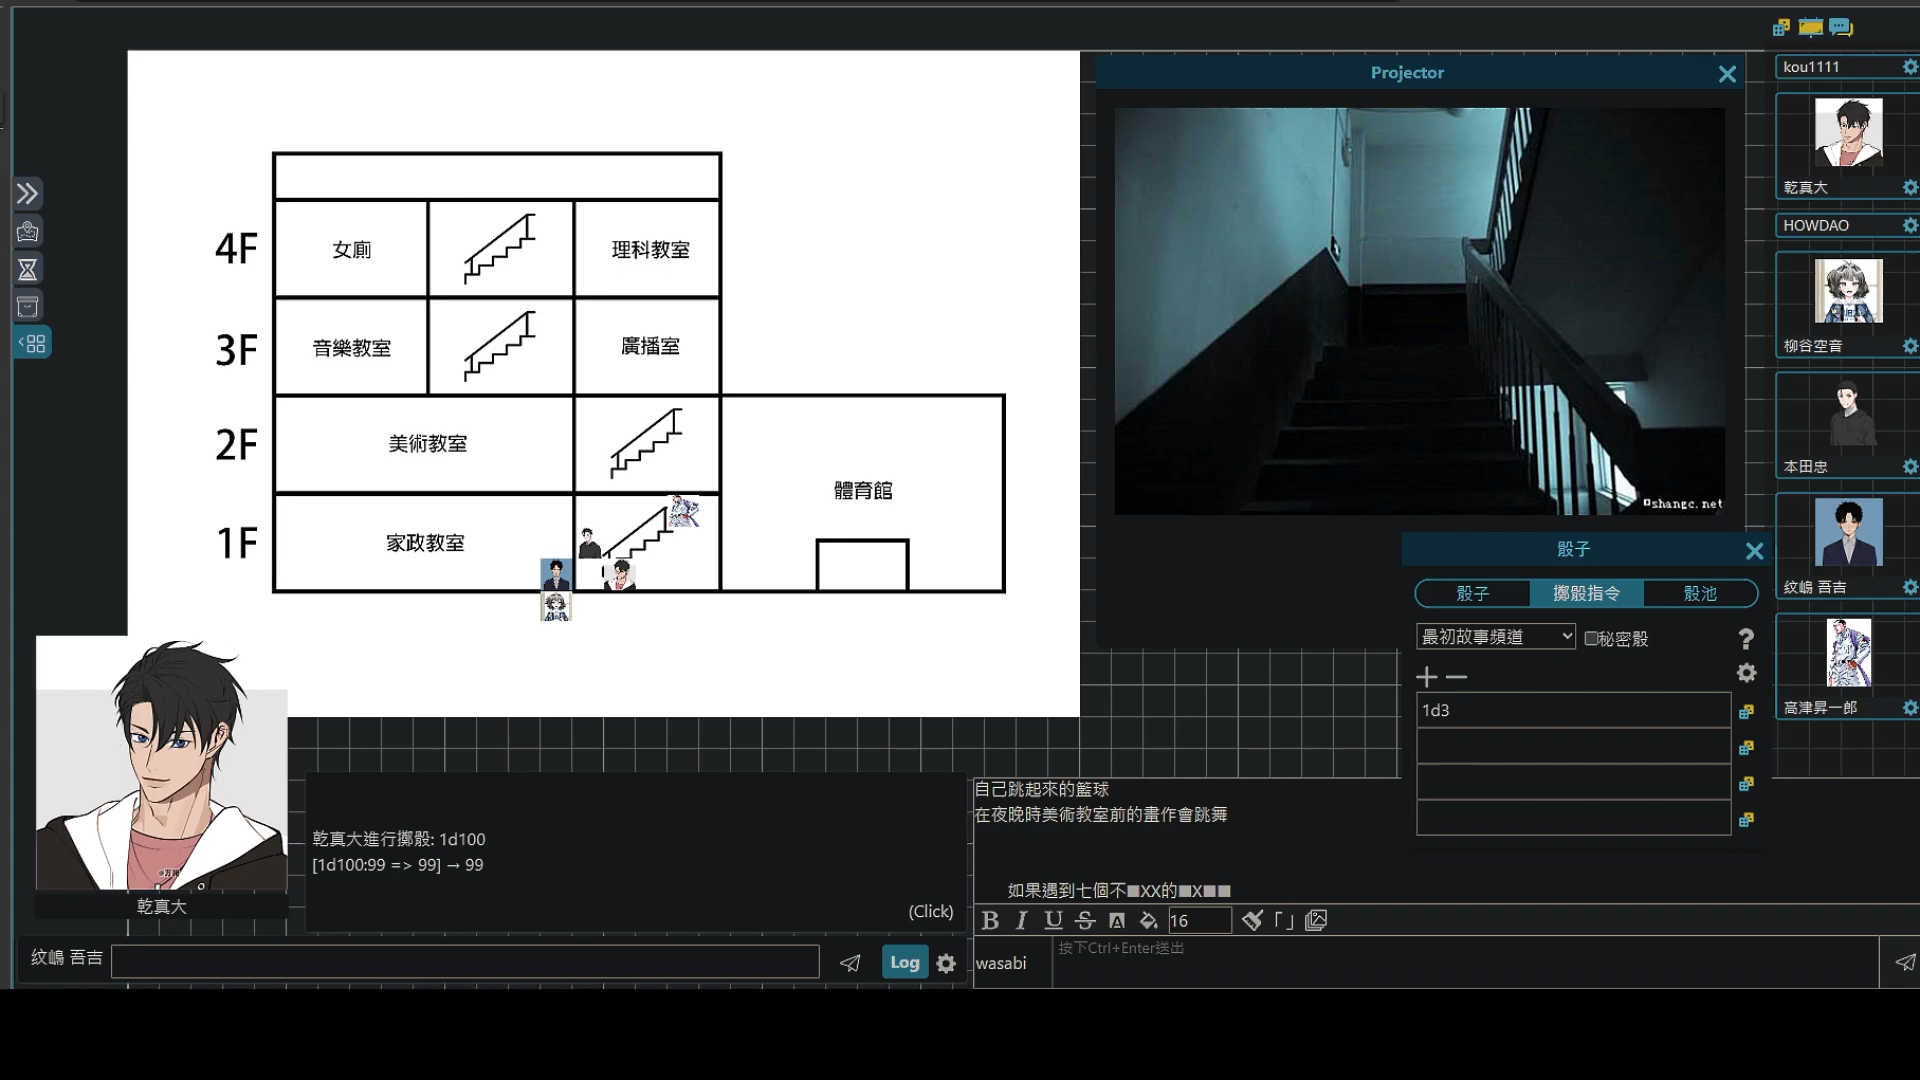 Projector
shangc.net
4F
女廁
理科教室
3F
音樂教室
廣播室
2F
美術教室
體育館
1F
家政教室
kou1111
乾真大
HOWDAO
柳谷空音
本田忠
纹嶋 吾吉
高津昇一郎
骰子
骰子
擲骰指令
骰池
最初故事頻道
秘密骰
?
1d3
乾真大
乾真大進行擲骰: 1d100
[1d100:99 => 99] → 99
(Click)
纹嶋 吾吉
Log
自己跳起來的籃球
在夜晚時美術教室前的畫作會跳舞
如果遇到七個不■XX的■X■■
B I U S A 16 「」
wasabi
按下Ctrl+Enter送出